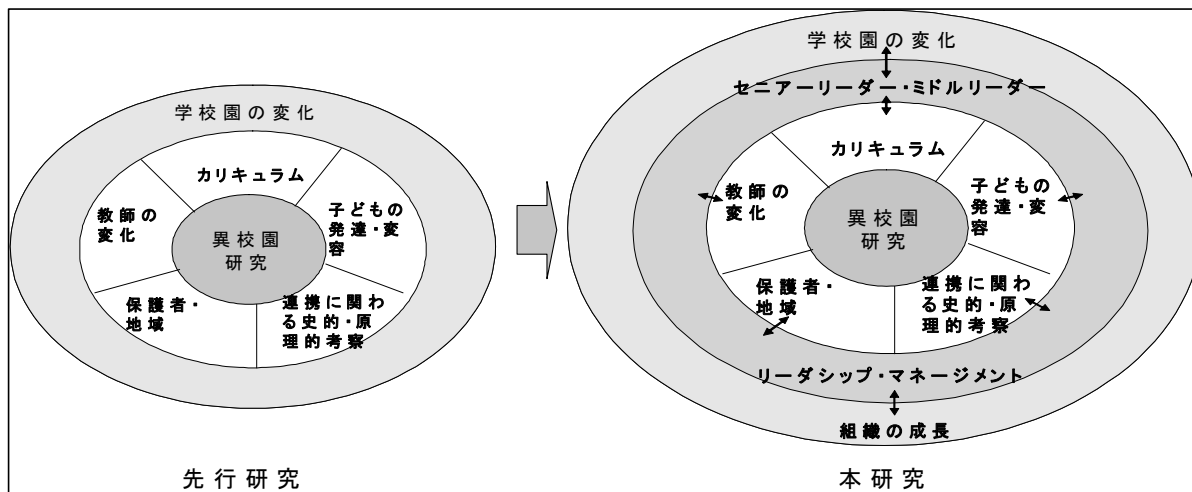 学校園の変化
カリキュラム
教師の
変化
子どもの
発達・変
容
異校園
研究
保護者・
地域
連携に関わ
る史的・原
理的考察
先行研究
学校園の変化
セニアーリーダー・ミドルリーダー
カリキュラム
教師の
変化
子どもの
発達・変
容
異校園
研究
保護者・
地域
連携に関わ
る史的・原
理的考察
リーダシップ・マネージメント
組織の成長
本研究